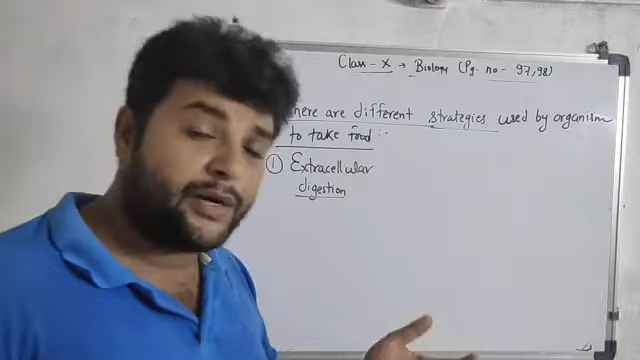 Class-X → Biology (Pg-no-97,98)
here are different strategies used by organism
to take food:-
① Extracellular
digestion